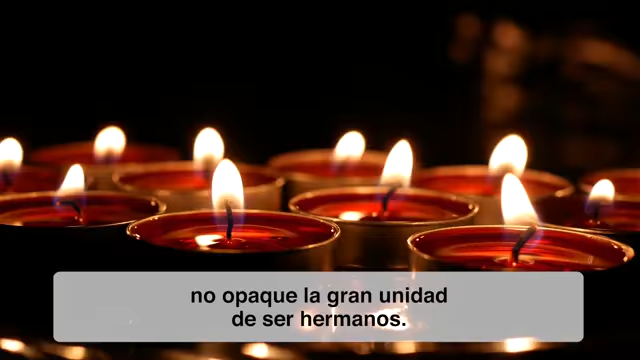 no opaque la gran unidad
de ser hermanos.